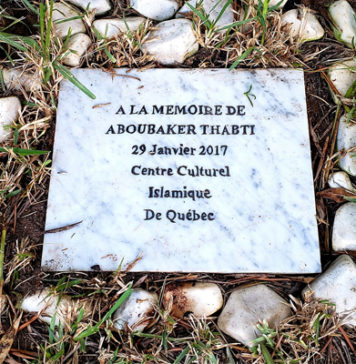 A LA MEMOIRE DE
ABOUBAKER THABTI
29 Janvier 2017
Centre Culturel
Islamique
De Québec